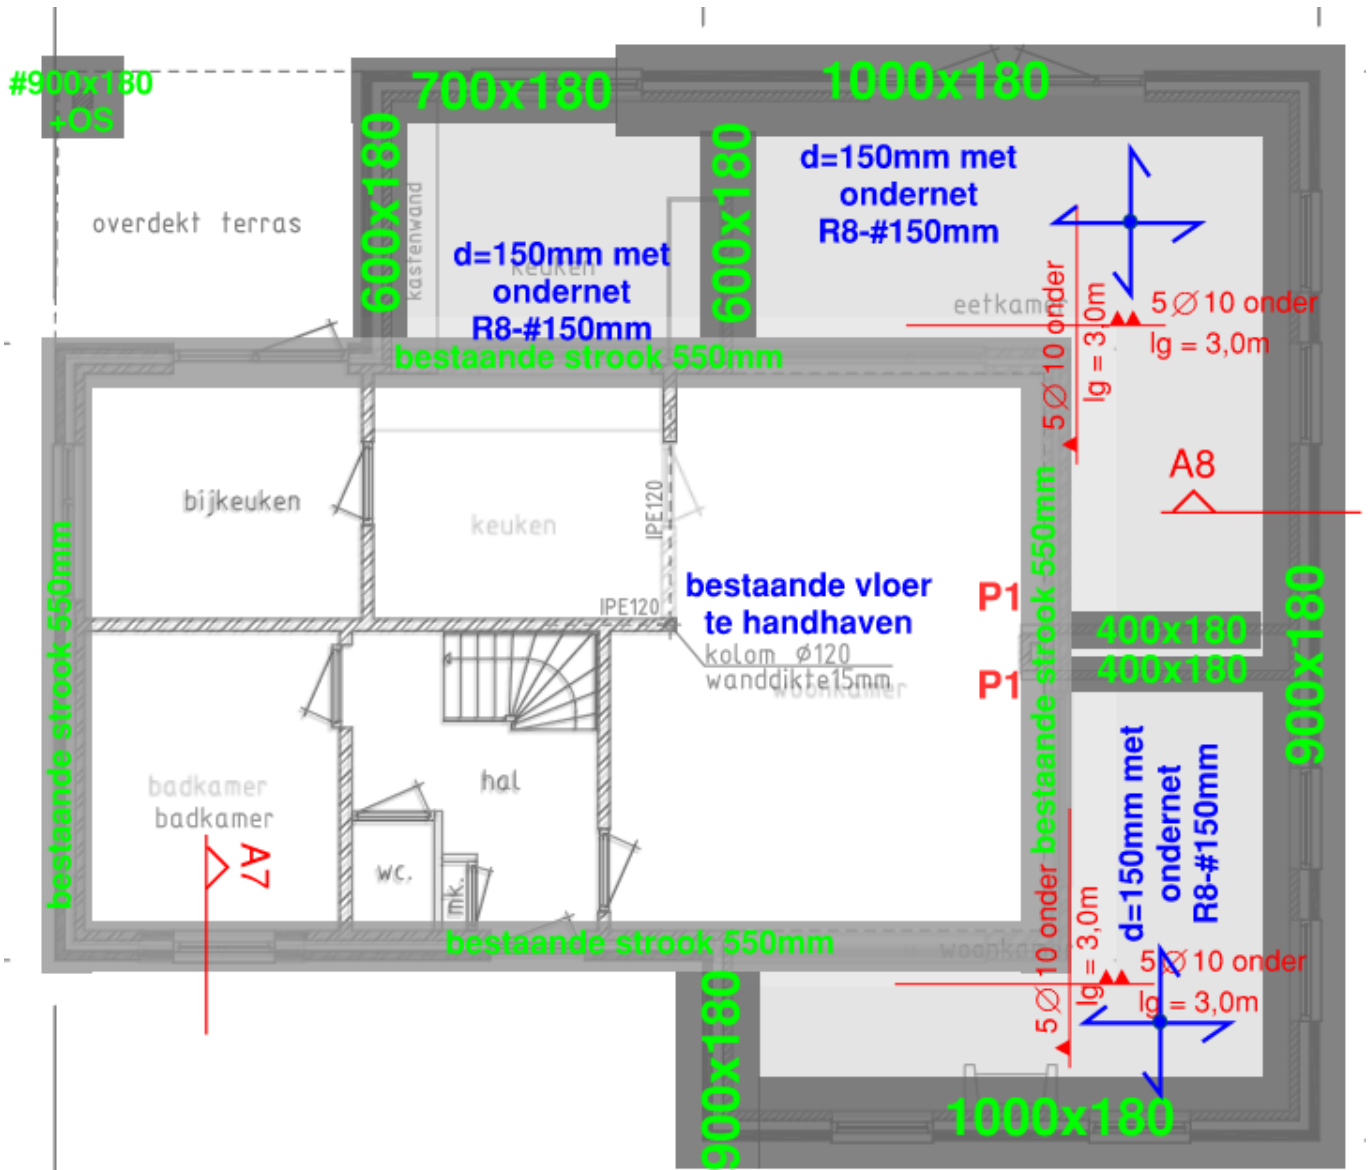 #900x180
+OS
700x180
1000x180
600x180
600x180
overdekt terras
kastenwand
keuken
d=150mm met
ondernet
R8-#150mm
d=150mm met
ondernet
R8-#150mm
eetkamer
5∅10 onder
lg = 3,0m
5∅10 onder
lg = 3,0m
bestaande strook 550mm
bijkeuken
keuken
IPE120
IPE120
A8
bestaande strook 550mm
bestaande strook 550mm
bestaande vloer
te handhaven
kolom Ø120
wanddikte15mm
woonkamer
P1
P1
400x180
400x180
900x180
badkamer
badkamer
hal
wc.
mk.
A7
d=150mm met
ondernet
R8-#150mm
bestaande strook 550mm
woonkamer
5∅10 onder
lg = 3,0m
5∅10 onder
lg = 3,0m
900x180
1000x180